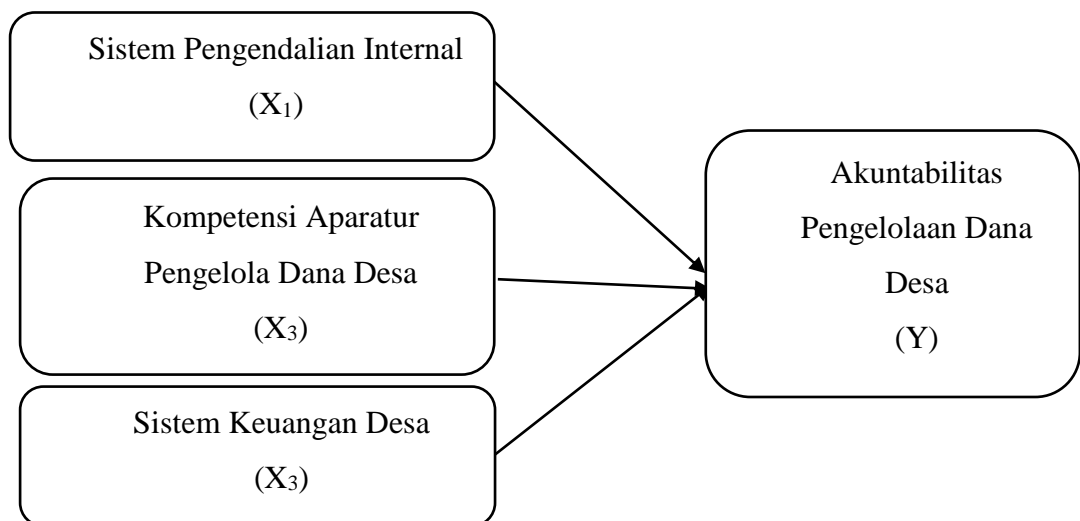 Sistem Pengendalian Internal
(X₁)
Kompetensi Aparatur
Pengelola Dana Desa
(X₃)
Sistem Keuangan Desa
(X₃)
Akuntabilitas
Pengelolaan Dana
Desa
(Y)